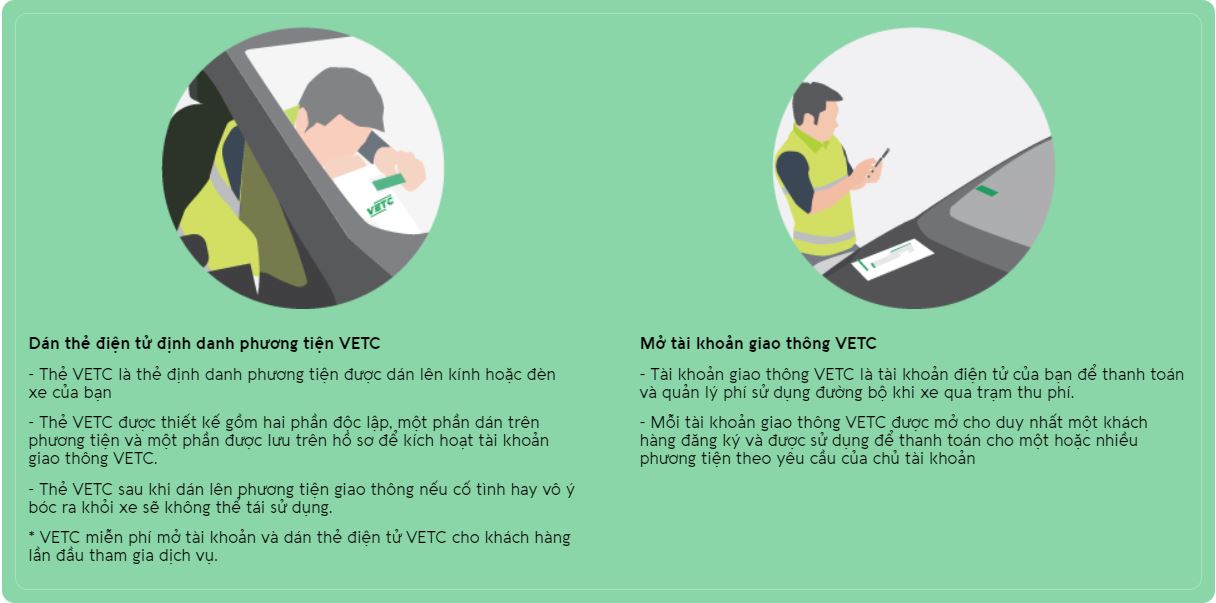 VETC
Dán thẻ điện tử định danh phương tiện VETC
- Thẻ VETC là thẻ định danh phương tiện được dán lên kính hoặc đèn
xe của bạn
- Thẻ VETC được thiết kế gồm hai phần độc lập, một phần dán trên
phương tiện và một phần được lưu trên hồ sơ để kích hoạt tài khoản
giao thông VETC.
- Thẻ VETC sau khi dán lên phương tiện giao thông nếu cố tình hay vô ý
bóc ra khỏi xe sẽ không thể tái sử dụng.
* VETC miễn phí mở tài khoản và dán thẻ điện tử VETC cho khách hàng
lần đầu tham gia dịch vụ.
Mở tài khoản giao thông VETC
- Tài khoản giao thông VETC là tài khoản điện tử của bạn để thanh toán
và quản lý phí sử dụng đường bộ khi xe qua trạm thu phí.
- Mỗi tài khoản giao thông VETC được mở cho duy nhất một khách
hàng đăng ký và được sử dụng để thanh toán cho một hoặc nhiều
phương tiện theo yêu cầu của chủ tài khoản